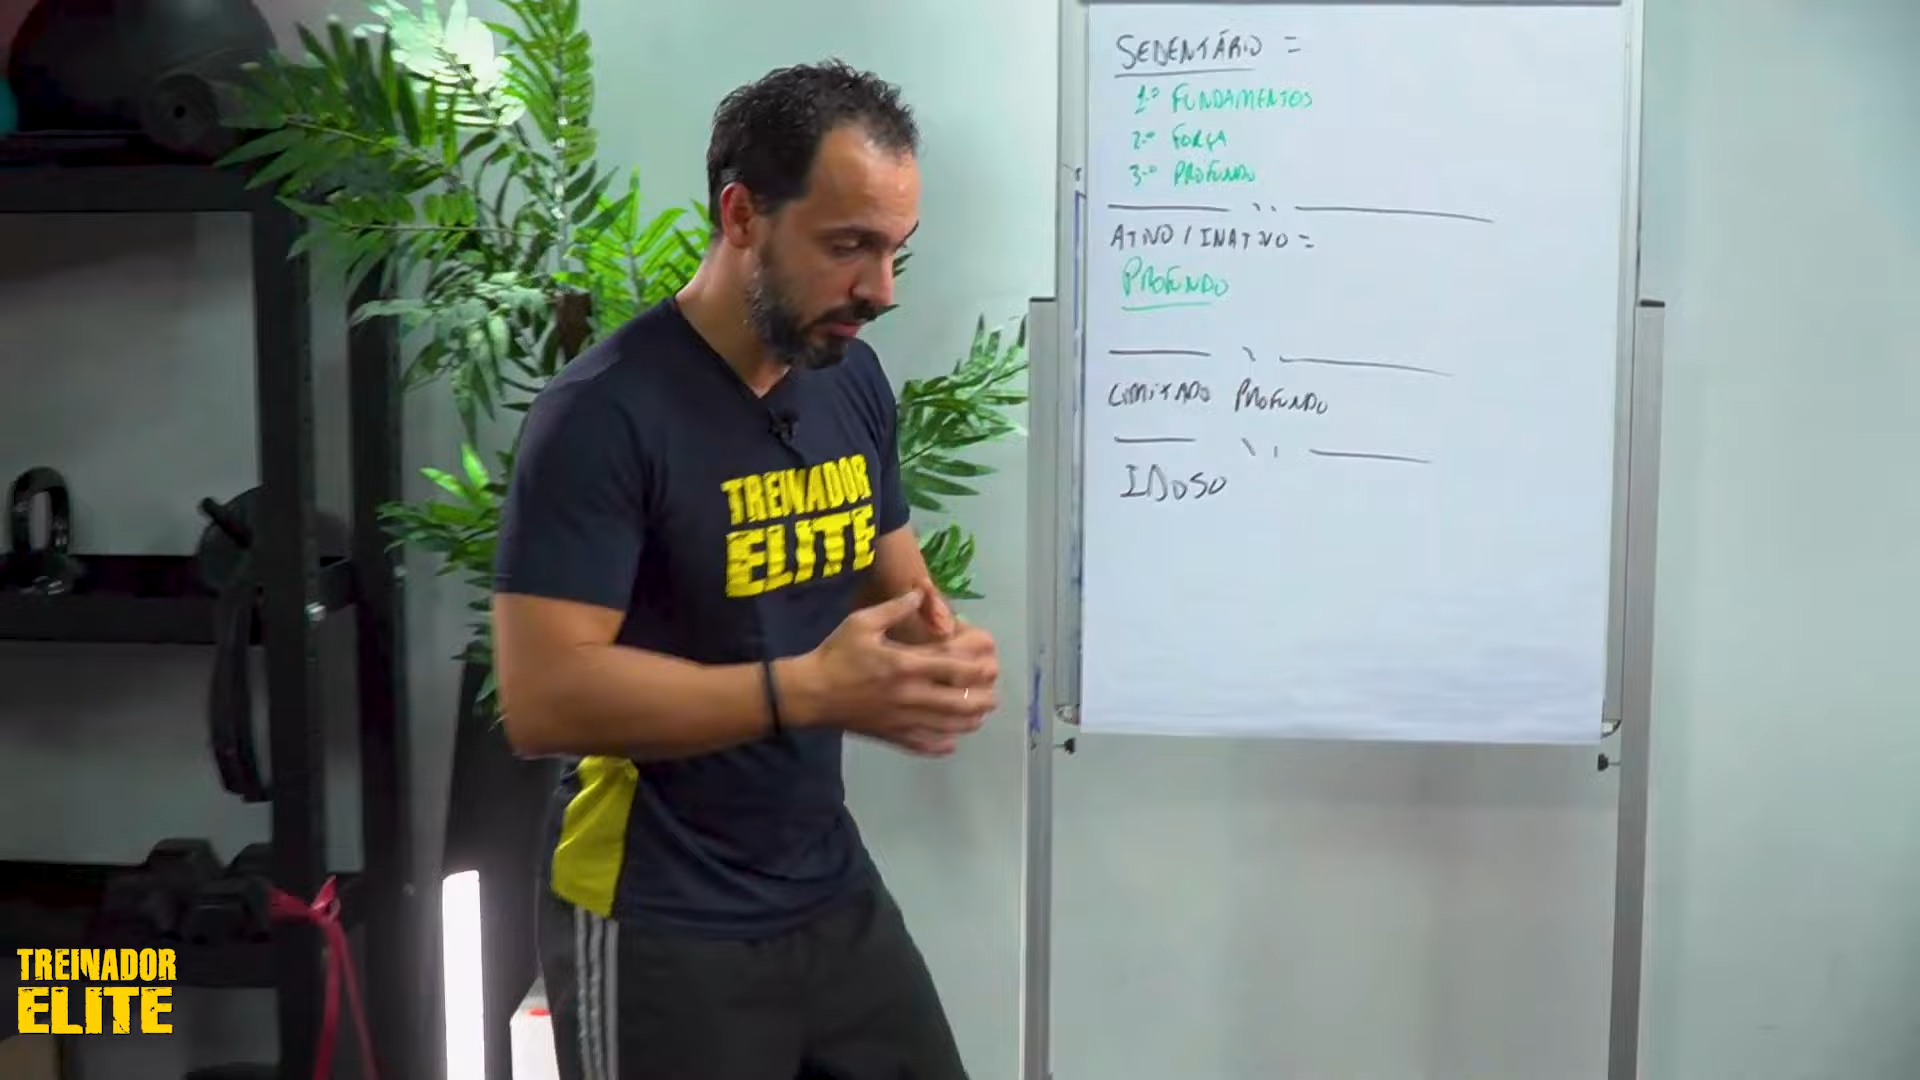 SEDENTÁRIO =
1º FUNDAMENTOS
2º FORÇA
3º PROFUNDO
ATIVO / INATIVO =
PROFUNDO
LIMITADO PROFUNDO
IDOSO
TREINADOR
ELITE
TREINADOR
ELITE